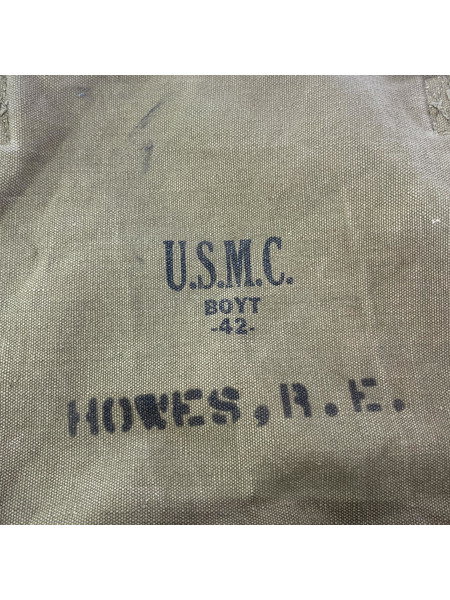 U.S.M.C.
BOYT
-42-
HOWES, R. E.